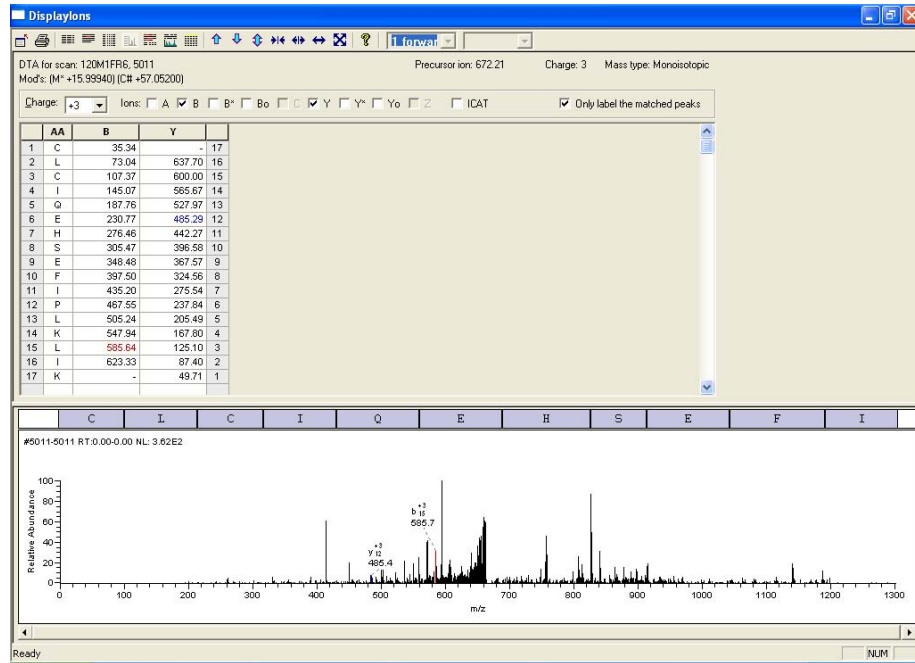 DisplayIons
1 forwar
DTA for scan: 120M1FR6, 5011 Precursor ion: 672.21 Charge: 3 Mass type: Monoisotopic
Mod's: (M* +15.99940) (C# +57.05200)
Charge: +3 Ions: A B B* Bo C Y Y* Yo Z ICAT Only label the matched peaks
AA B Y
1 C 35.34 - 17
2 L 73.04 637.70 16
3 C 107.37 600.00 15
4 I 145.07 565.67 14
5 Q 187.76 527.97 13
6 E 230.77 485.29 12
7 H 276.46 442.27 11
8 S 305.47 396.58 10
9 E 348.48 367.57 9
10 F 397.50 324.56 8
11 I 435.20 275.54 7
12 P 467.55 237.84 6
13 L 505.24 205.49 5
14 K 547.94 167.80 4
15 L 585.64 125.10 3
16 I 623.33 87.40 2
17 K - 49.71 1
C L C I Q E H S E F I
#5011-5011 RT:0.00-0.00 NL: 3.62E2
100
80
60
40
20
0
Relative Abundance
b +3 15
585.7
y +3 12
485.4
0 100 200 300 400 500 600 700 800 900 1000 1100 1200 1300
m/z
Ready NUM